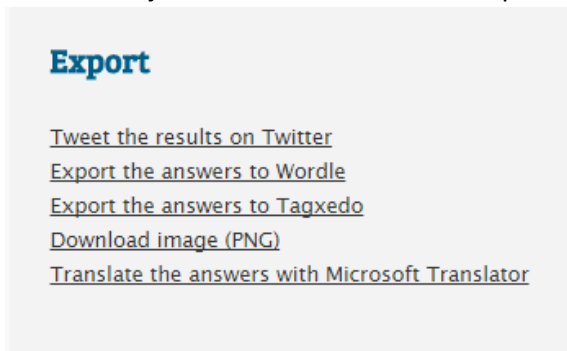 Export
Tweet the results on Twitter
Export the answers to Wordle
Export the answers to Tagxedo
Download image (PNG)
Translate the answers with Microsoft Translator